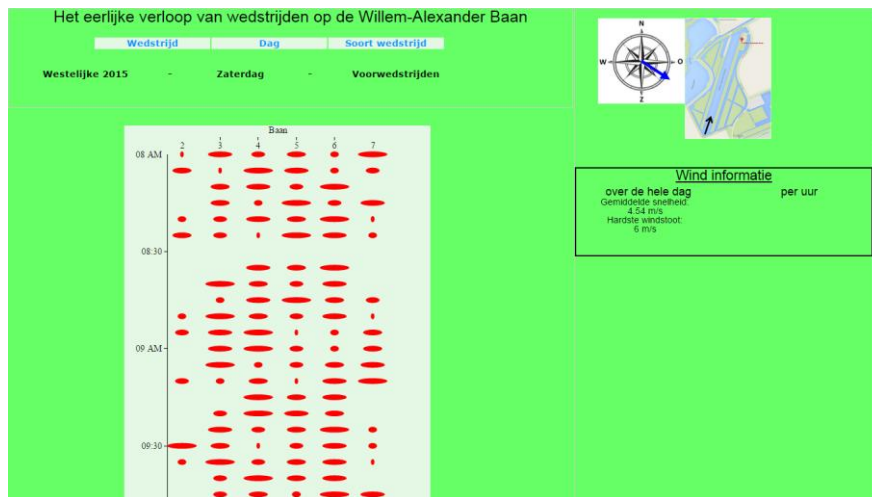 Het eerlijke verloop van wedstrijden op de Willem-Alexander Baan
Wedstrijd Dag Soort wedstrijd
Westelijke 2015 - Zaterdag - Voorwedstrijden
N
W O
Z
Wind informatie
over de hele dag per uur
Gemiddelde snelheid:
4.54 m/s
Hardste windstoot:
6 m/s
Baan
2 3 4 5 6 7
08 AM
08:30
09 AM
09:30